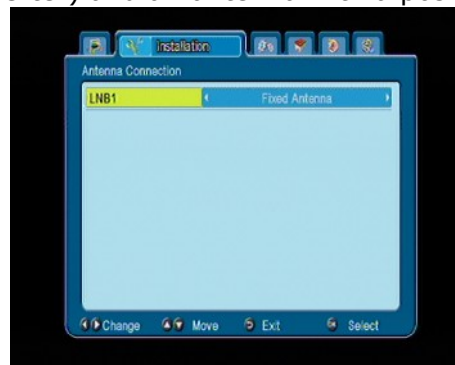 Installation
Antenna Connection
LNB1 Fixed Antenna
Change Move Exit Select